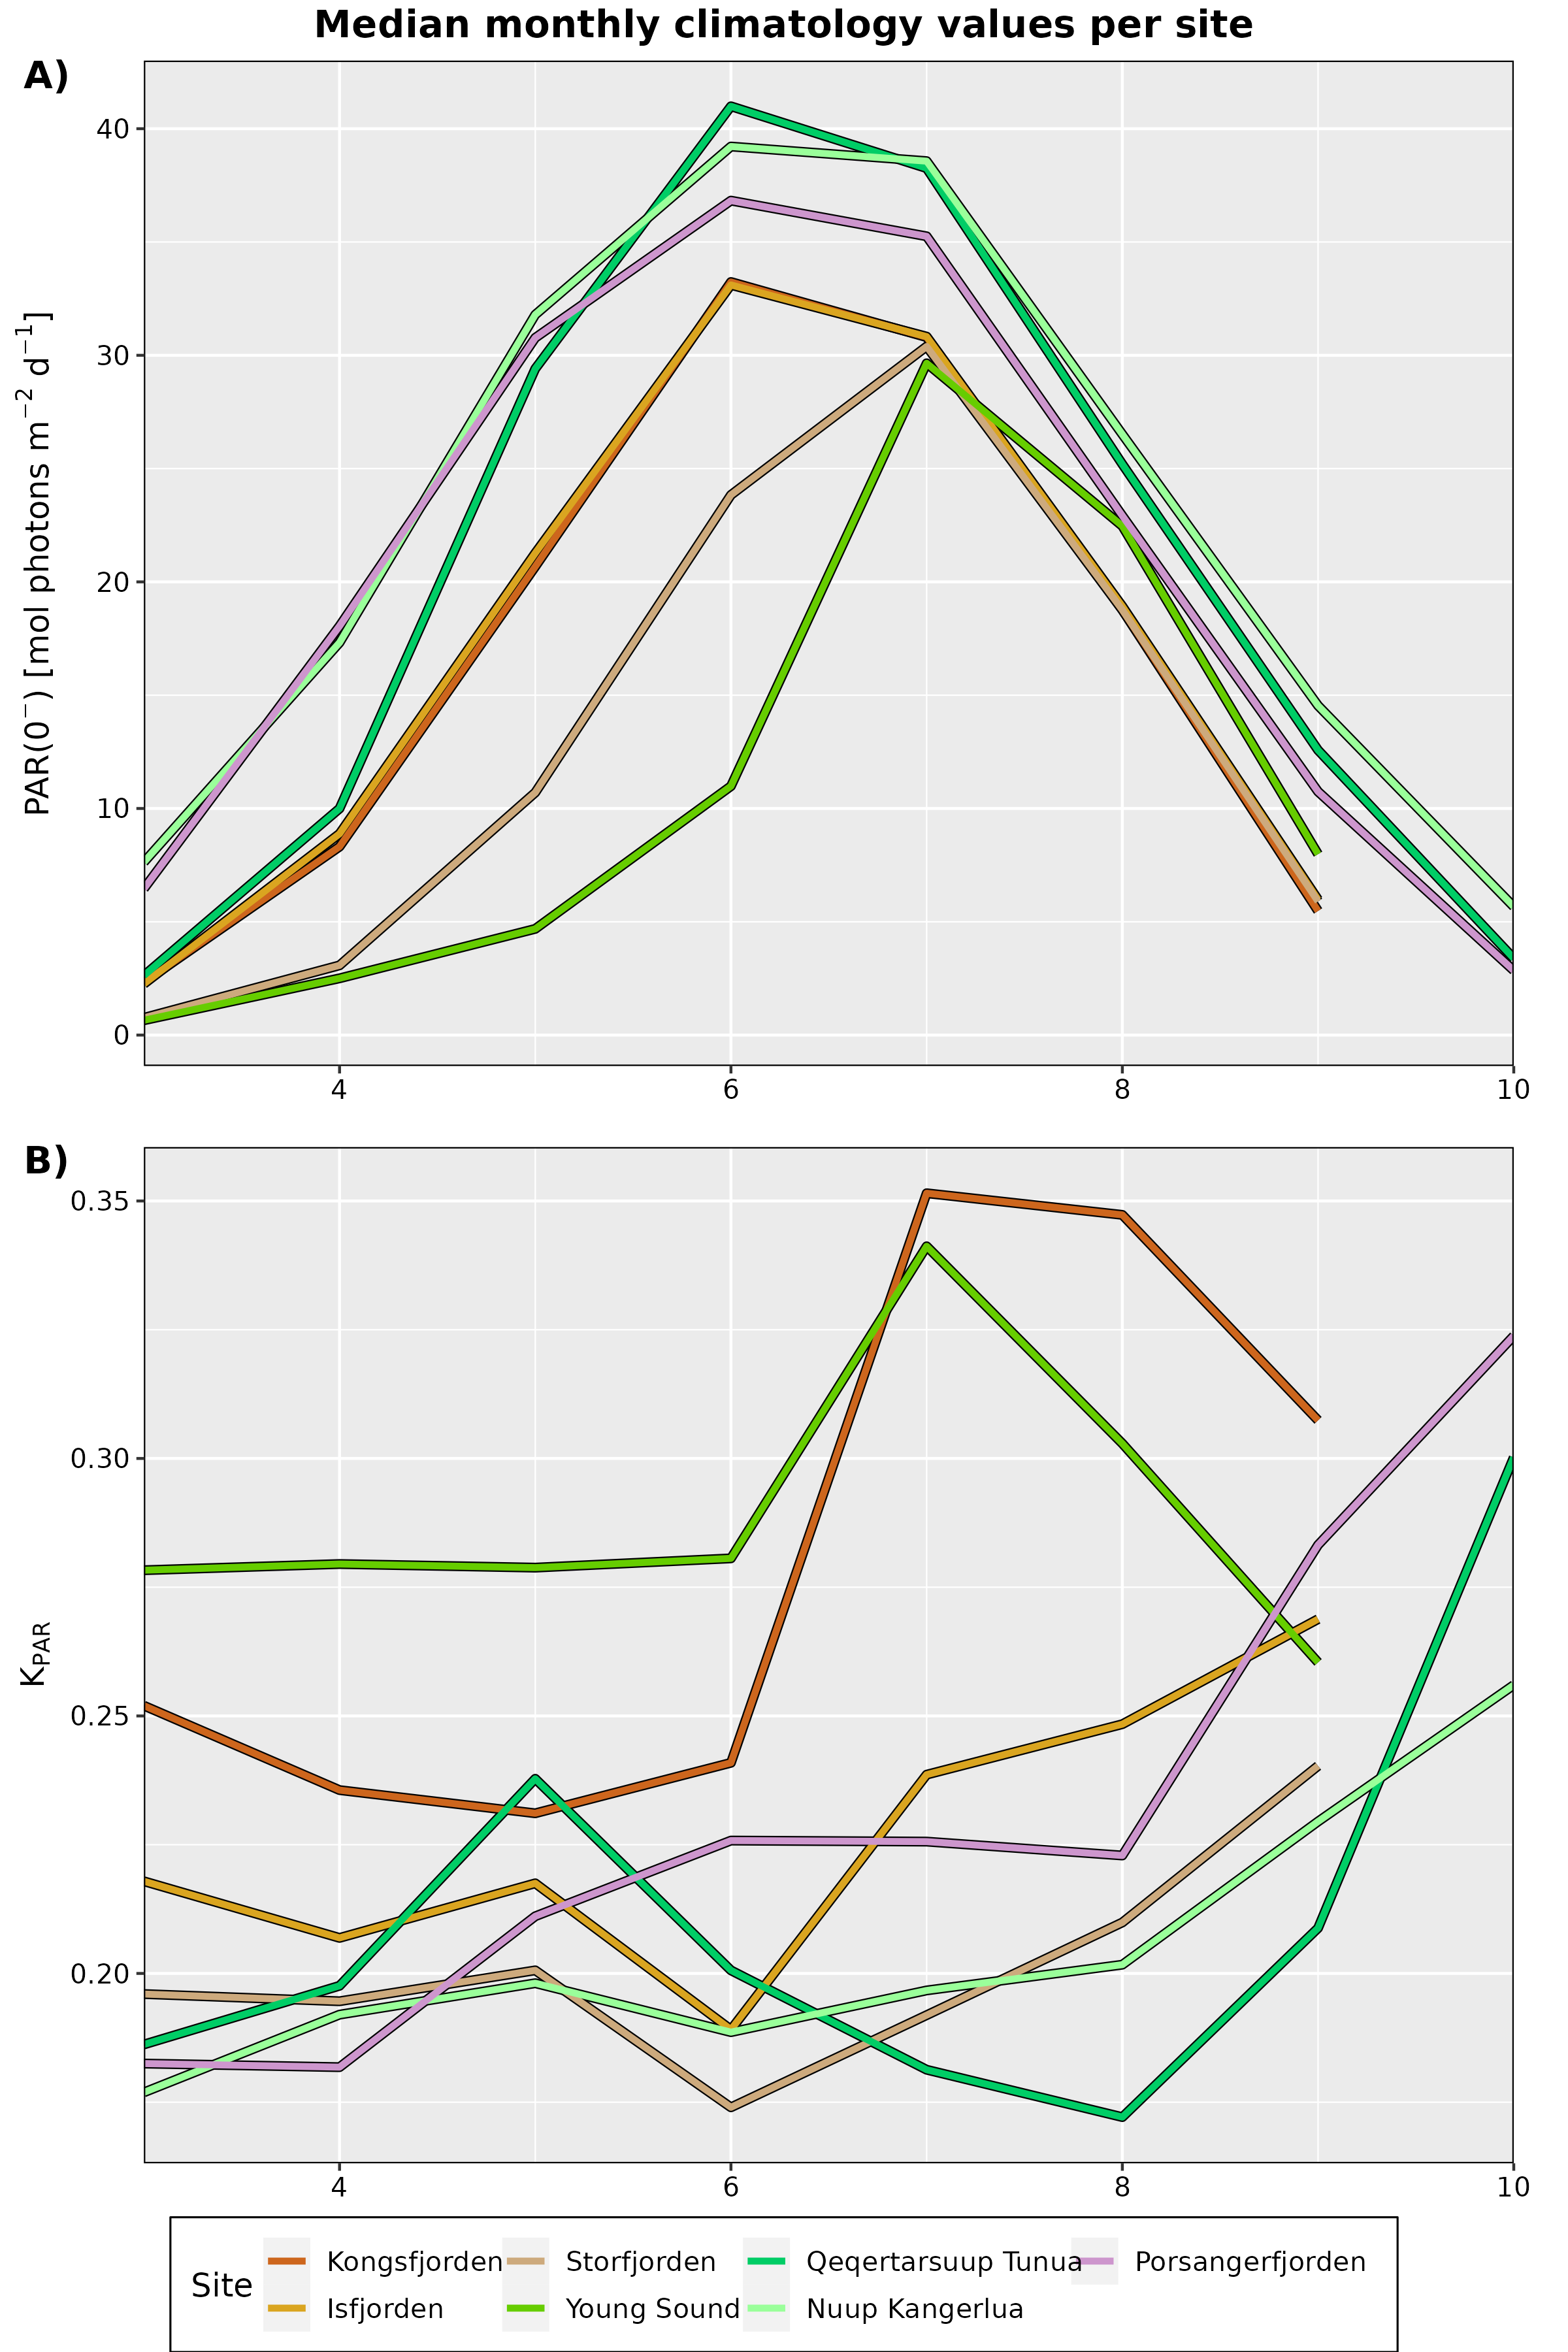 Median monthly climatology values per site
A)
PAR(0⁻) [mol photons m⁻² d⁻¹]
40
30
20
10
0
4 6 8 10
B)
K_PAR
0.35
0.30
0.25
0.20
4 6 8 10
Site
Kongsfjorden Storfjorden Qeqertarsuup Tunua Porsangerfjorden
Isfjorden Young Sound Nuup Kangerlua